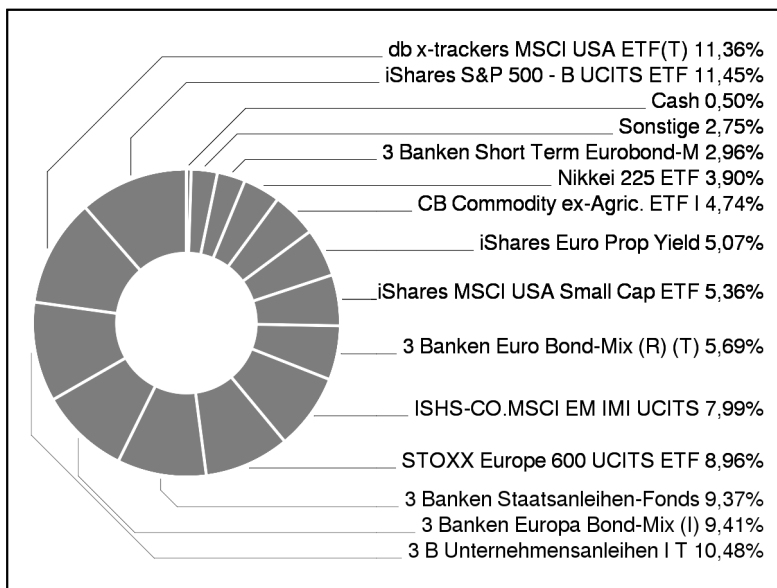 db x-trackers MSCI USA ETF(T) 11,36%
iShares S&P 500 - B UCITS ETF 11,45%
Cash 0,50%
Sonstige 2,75%
3 Banken Short Term Eurobond-M 2,96%
Nikkei 225 ETF 3,90%
CB Commodity ex-Agric. ETF I 4,74%
iShares Euro Prop Yield 5,07%
iShares MSCI USA Small Cap ETF 5,36%
3 Banken Euro Bond-Mix (R) (T) 5,69%
ISHS-CO.MSCI EM IMI UCITS 7,99%
STOXX Europe 600 UCITS ETF 8,96%
3 Banken Staatsanleihen-Fonds 9,37%
3 Banken Europa Bond-Mix (I) 9,41%
3 B Unternehmensanleihen I T 10,48%